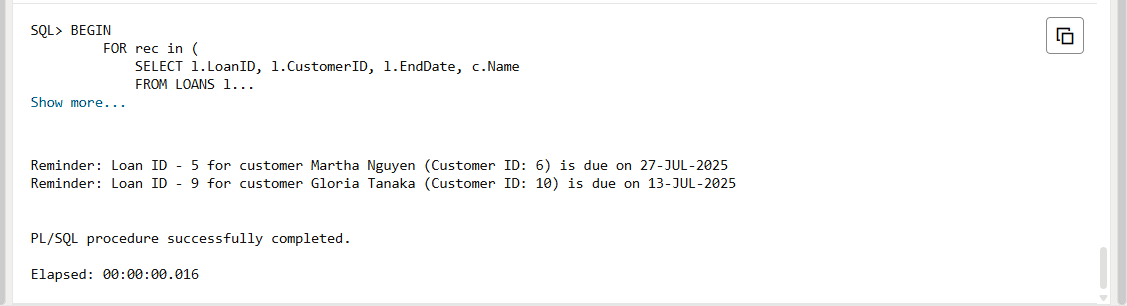 SQL> BEGIN
FOR rec in (
SELECT l.LoanID, l.CustomerID, l.EndDate, c.Name
FROM LOANS l...
Show more...
Reminder: Loan ID - 5 for customer Martha Nguyen (Customer ID: 6) is due on 27-JUL-2025
Reminder: Loan ID - 9 for customer Gloria Tanaka (Customer ID: 10) is due on 13-JUL-2025
PL/SQL procedure successfully completed.
Elapsed: 00:00:00.016